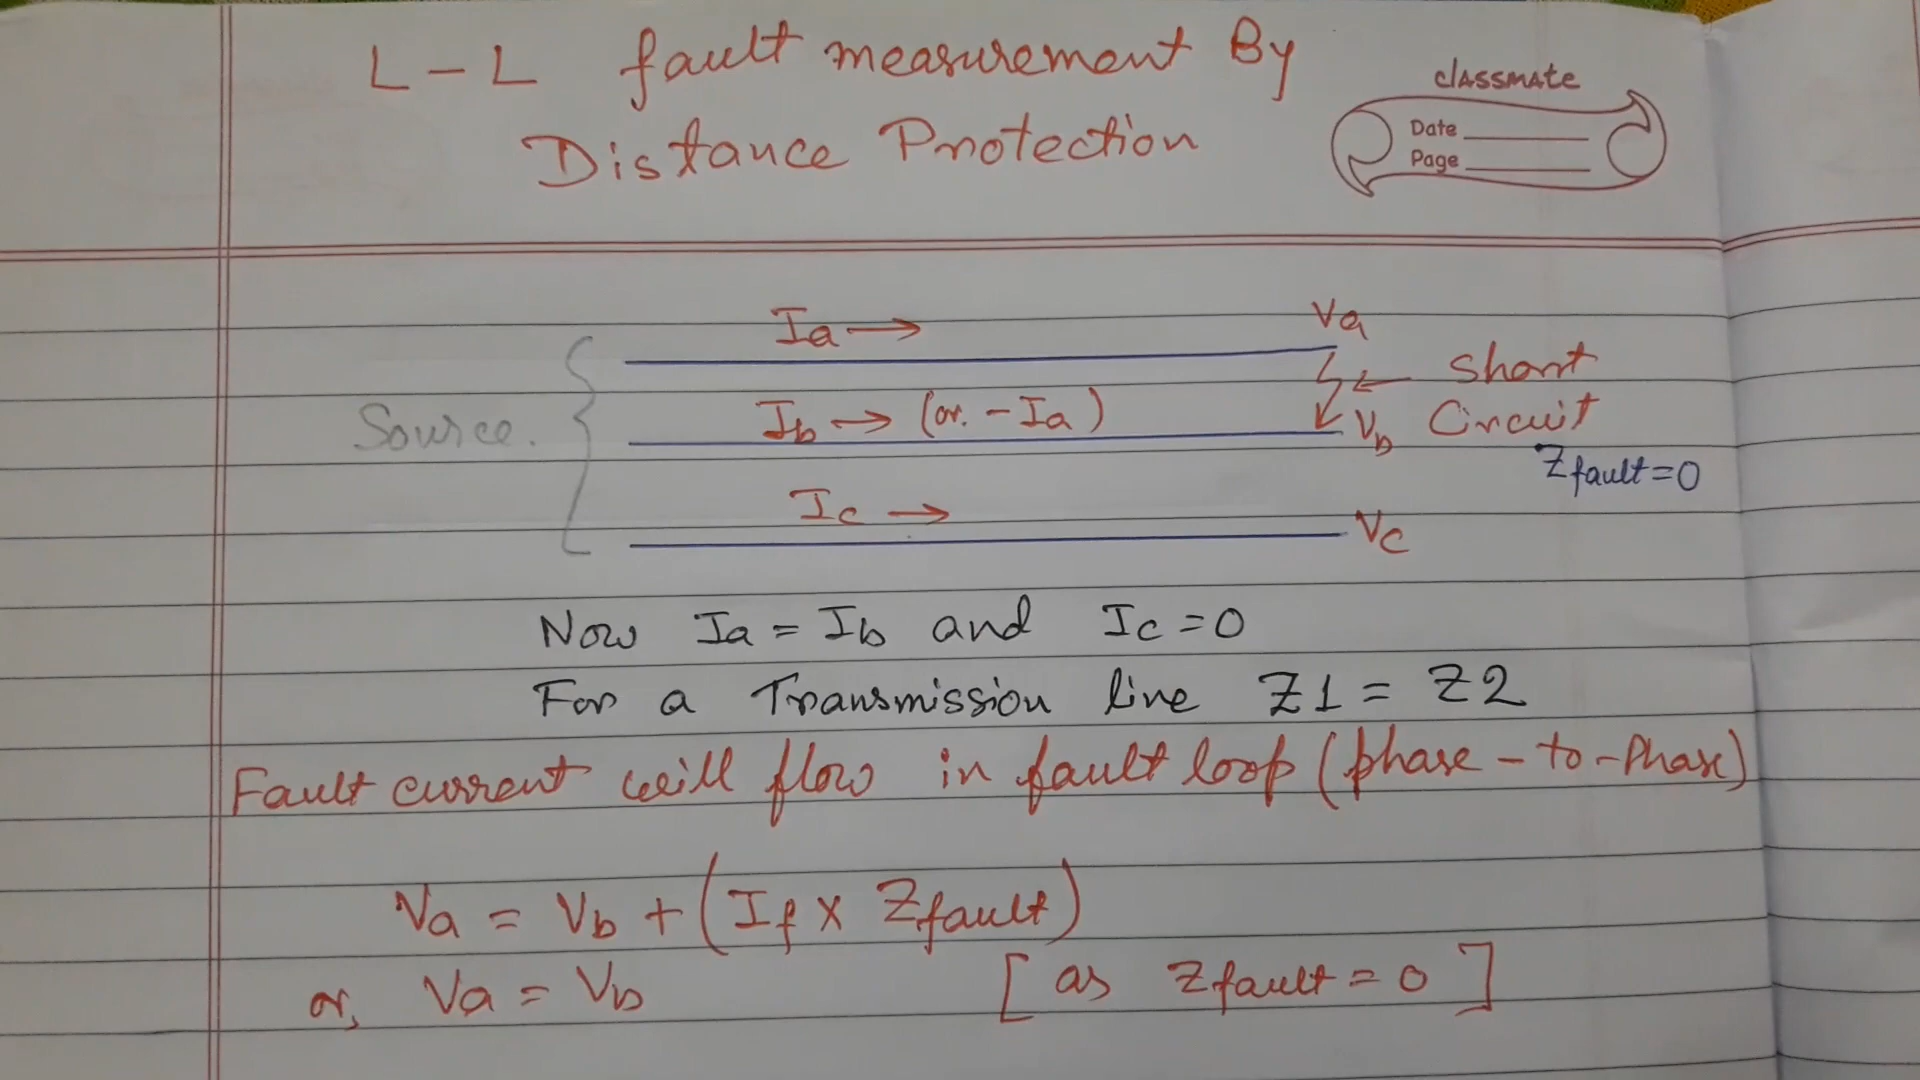 L - L fault measurement By
Distance Protection
classmate
Date
Page
Ia → Va
Short
Ib → (or. - Ia) Vb Circuit
Source.
Zfault = 0
Ic → Vc
Now Ia = Ib and Ic = 0
For a Transmission line Z1 = Z2
Fault current will flow in fault loop (phase - to - Phase)
Va = Vb + (If x Zfault)
or, Va = Vb [as Zfault = 0]